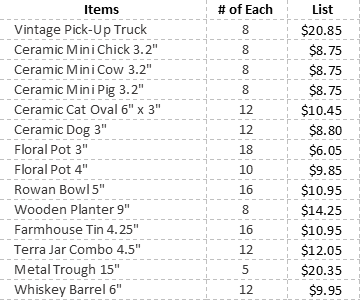 Items # of Each List
Vintage Pick-Up Truck 8 $20.85
Ceramic Mini Chick 3.2" 8 $8.75
Ceramic Mini Cow 3.2" 8 $8.75
Ceramic Mini Pig 3.2" 8 $8.75
Ceramic Cat Oval 6" x 3" 12 $10.45
Ceramic Dog 3" 12 $8.80
Floral Pot 3" 18 $6.05
Floral Pot 4" 10 $9.85
Rowan Bowl 5" 16 $10.95
Wooden Planter 9" 8 $14.25
Farmhouse Tin 4.25" 16 $10.95
Terra Jar Combo 4.5" 12 $12.05
Metal Trough 15" 5 $20.35
Whiskey Barrel 6" 12 $9.95